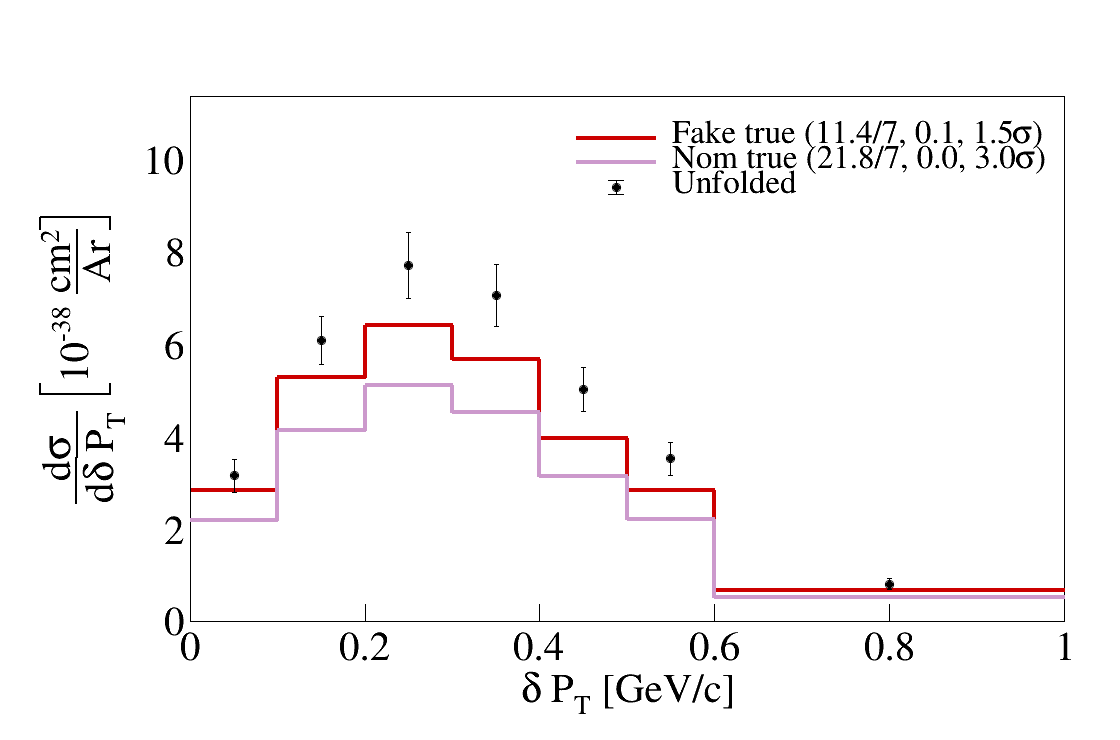 Fake true (11.4/7, 0.1, 1.5σ)
Nom true (21.8/7, 0.0, 3.0σ)
Unfolded
10
8
6
4
2
0
0 0.2 0.4 0.6 0.8 1
δ P_T [GeV/c]
dσ/dδ P_T [10^-38 cm^2/Ar]